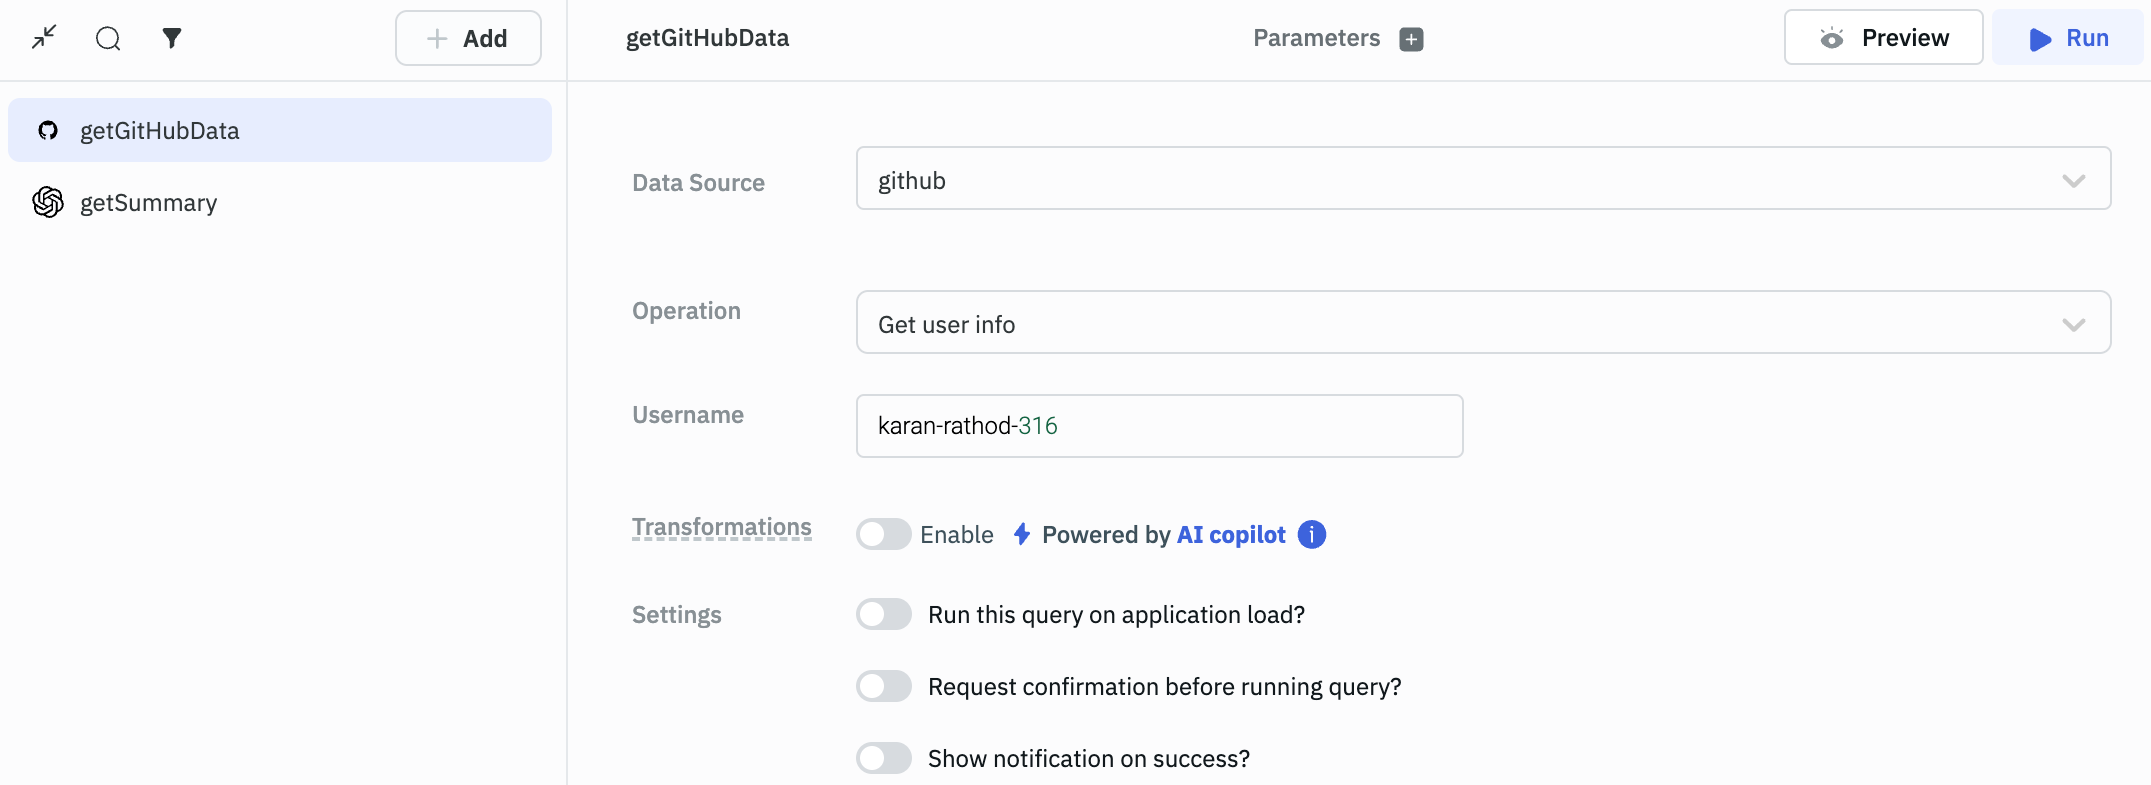 Add
getGitHubData
Parameters
Preview
Run
getGitHubData
getSummary
Data Source
github
Operation
Get user info
Username
karan-rathod-316
Transformations
Enable
Powered by AI copilot
Settings
Run this query on application load?
Request confirmation before running query?
Show notification on success?